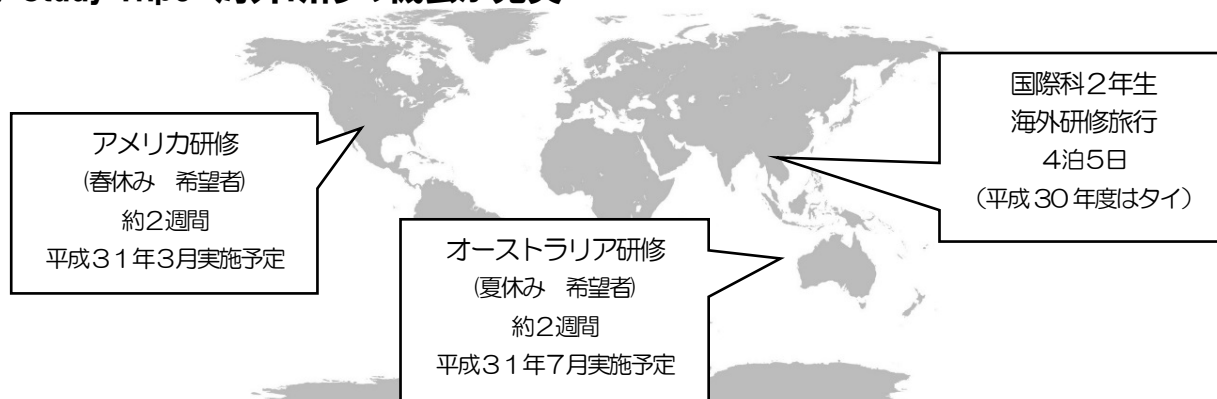 Study Trips
アメリカ研修
(春休み 希望者)
約2週間
平成31年3月実施予定
オーストラリア研修
(夏休み 希望者)
約2週間
平成31年7月実施予定
国際科2年生
海外研修旅行
4泊5日
(平成30年度はタイ)